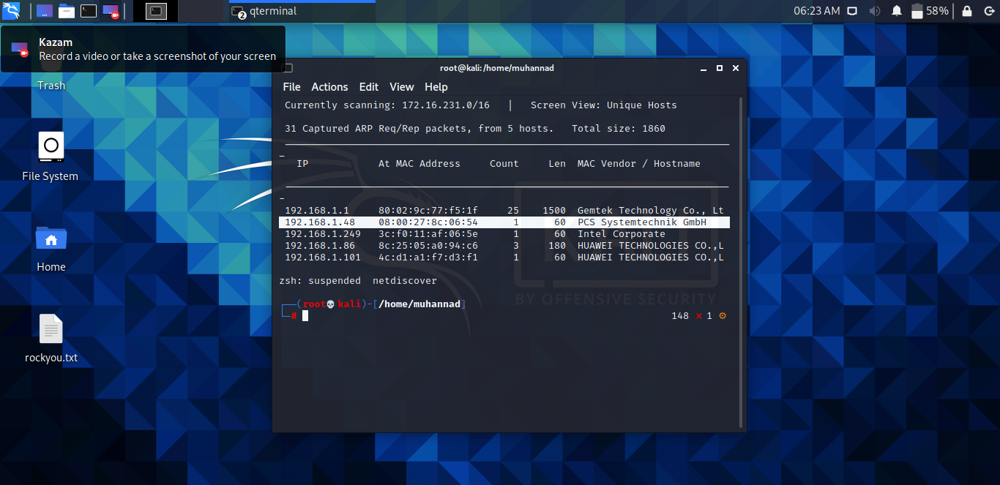 2 qterminal
06:23 AM
58%
Kazam
Record a video or take a screenshot of your screen
Trash
File System
Home
rockyou.txt
root@kali:/home/muhannad
File Actions Edit View Help
Currently scanning: 172.16.231.0/16 | Screen View: Unique Hosts
31 Captured ARP Req/Rep packets, from 5 hosts. Total size: 1860
_
IP At MAC Address Count Len MAC Vendor / Hostname
_
192.168.1.1 80:02:9c:77:f5:1f 25 1500 Gemtek Technology Co., Lt
192.168.1.48 08:00:27:8c:06:54 1 60 PCS Systemtechnik GmbH
192.168.1.249 3c:f0:11:af:06:5e 1 60 Intel Corporate
192.168.1.86 8c:25:05:a0:94:c6 3 180 HUAWEI TECHNOLOGIES CO.,L
192.168.1.101 4c:d1:a1:f7:d3:f1 1 60 HUAWEI TECHNOLOGIES CO.,L
zsh: suspended netdiscover
┌──(root💀kali)-[/home/muhannad]
└─# 148 ⨯ 1 ⚙
BY OFFENSIVE SECURITY